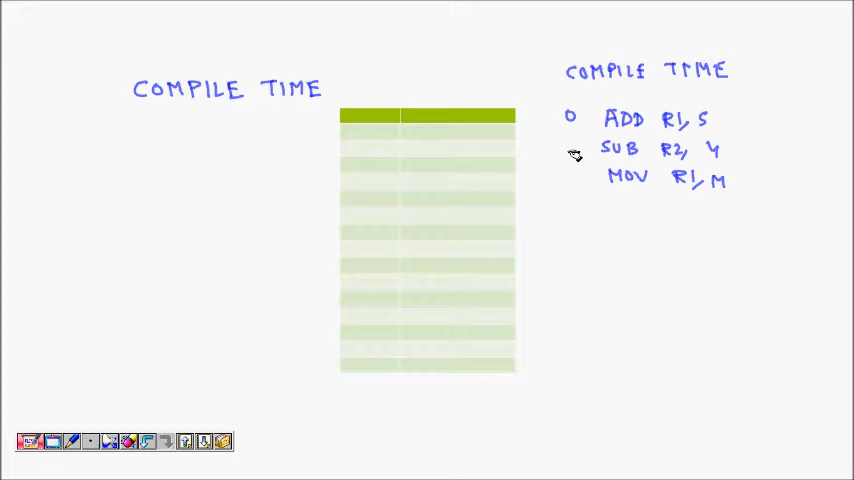 COMPILE TIME
COMPILE TIME
0 ADD R1, 5
SUB R2, 4
MOV R1, M